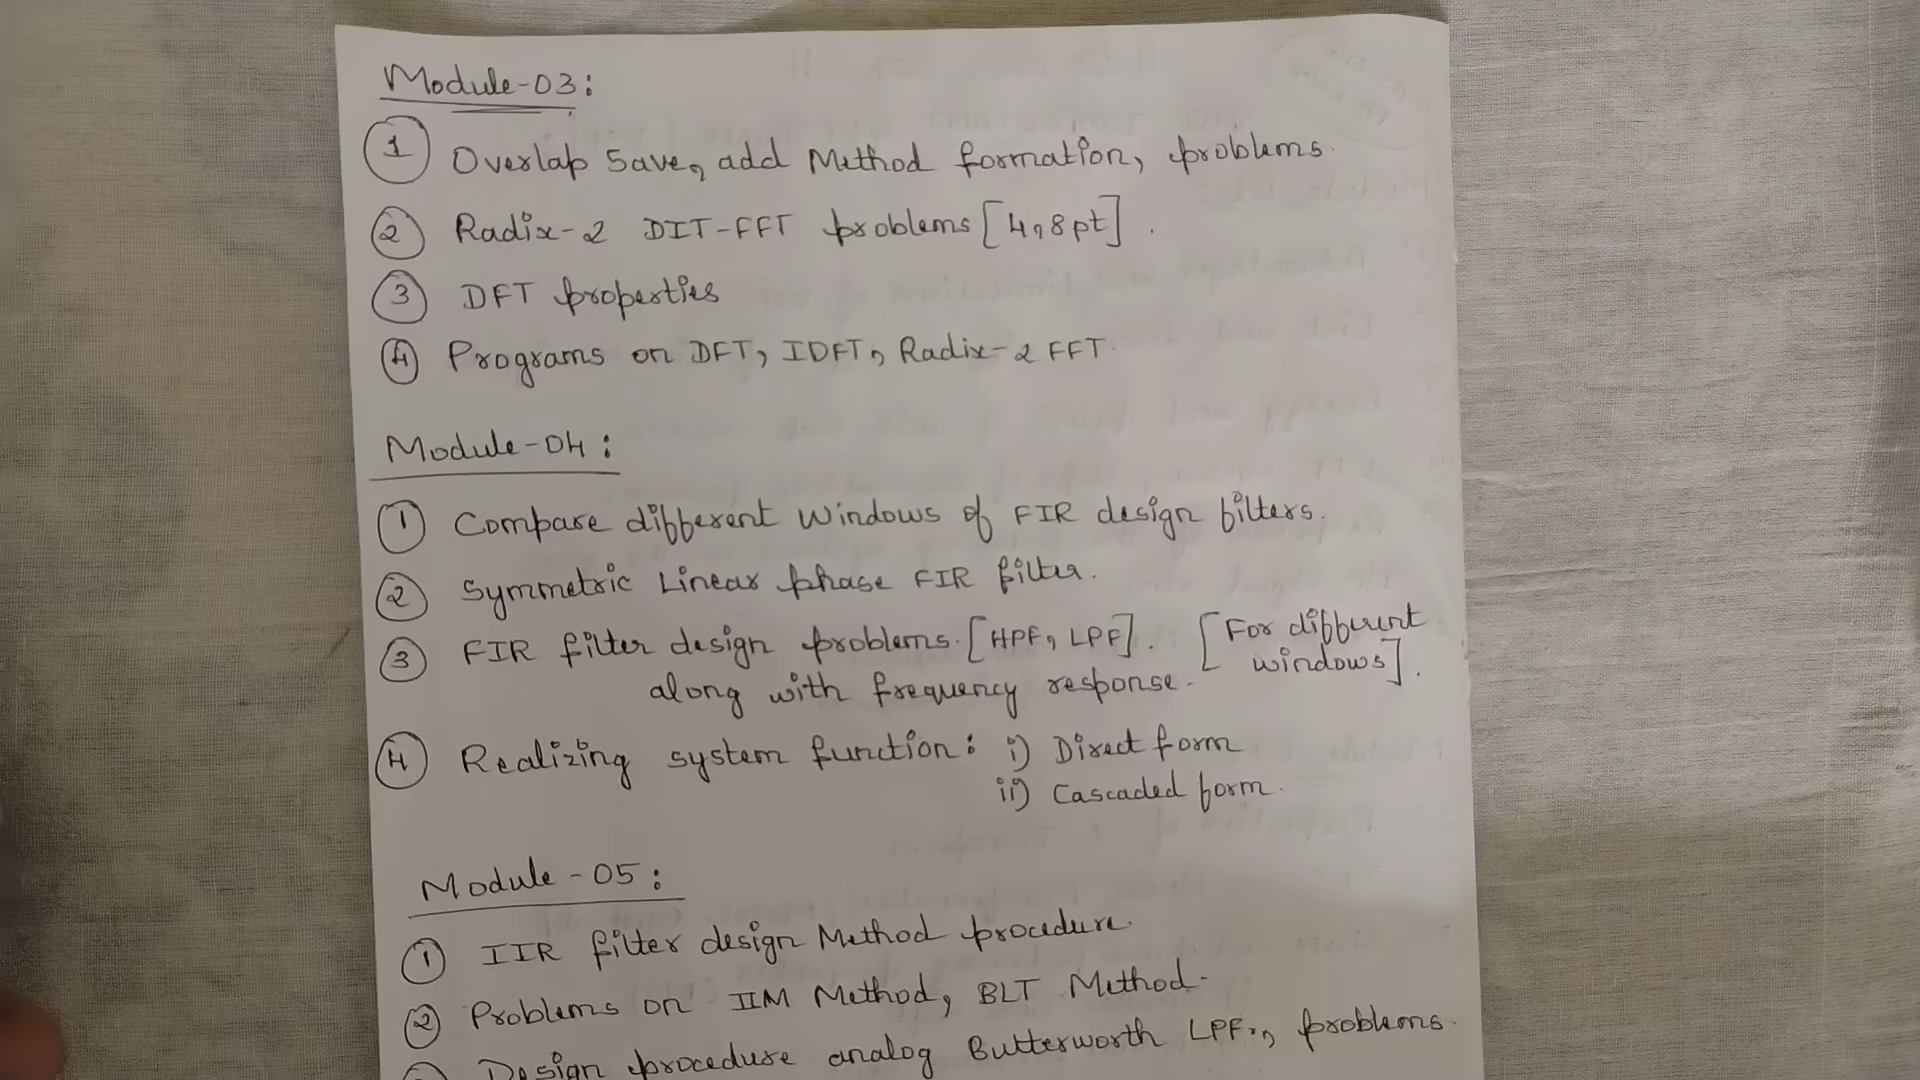 Module-03:
1 Overlap Save, add Method formation, problems.
2 Radix-2 DIT-FFT problems [4,8pt].
3 DFT properties
4 Programs on DFT, IDFT, Radix-2 FFT.
Module-04:
1 Compare different windows of FIR design filters.
2 Symmetric Linear phase FIR filter.
3 FIR filter design problems. [HPF, LPF]. [For different
along with frequency response. windows].
4 Realizing system function: i) Direct form
ii) Cascaded form.
Module-05:
1 IIR filter design Method procedure.
2 Problems on IIM Method, BLT Method.
Design procedure analog Butterworth LPF., problems.